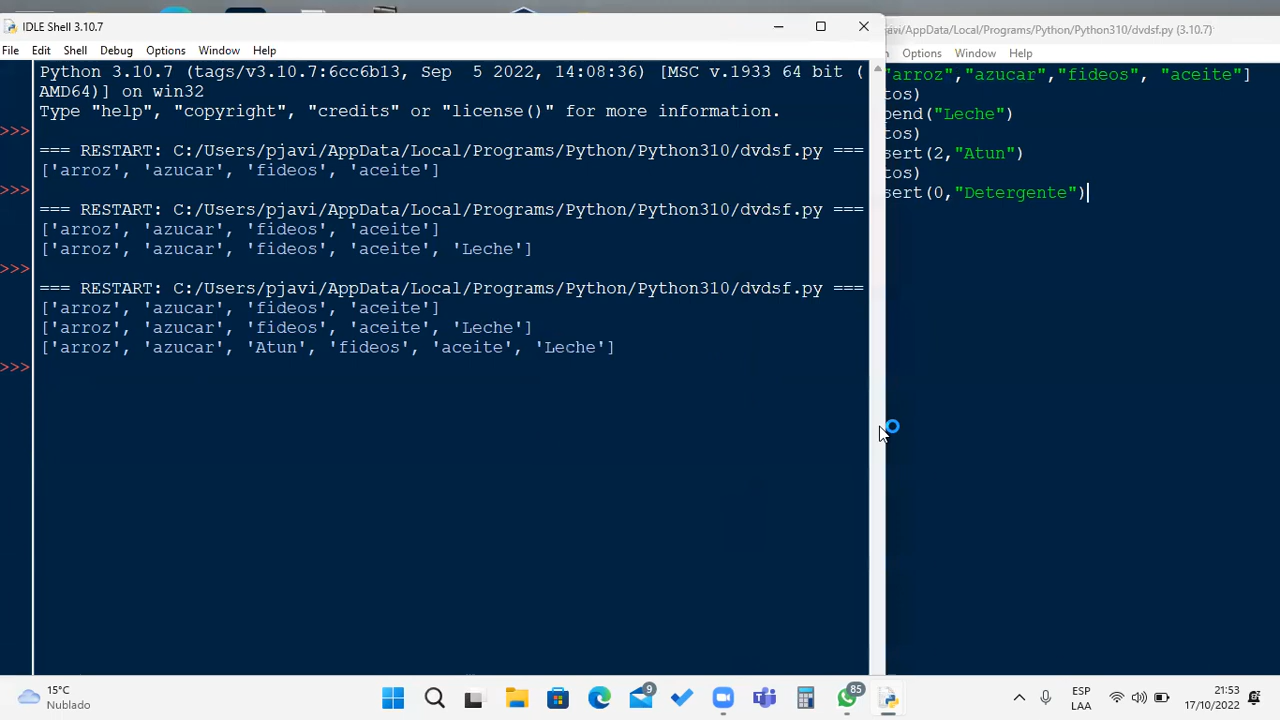 IDLE Shell 3.10.7
File Edit Shell Debug Options Window Help
Python 3.10.7 (tags/v3.10.7:6cc6b13, Sep 5 2022, 14:08:36) [MSC v.1933 64 bit (
AMD64)] on win32
Type "help", "copyright", "credits" or "license()" for more information.
>>>
=== RESTART: C:/Users/pjavi/AppData/Local/Programs/Python/Python310/dvdsf.py ===
['arroz', 'azucar', 'fideos', 'aceite']
>>>
=== RESTART: C:/Users/pjavi/AppData/Local/Programs/Python/Python310/dvdsf.py ===
['arroz', 'azucar', 'fideos', 'aceite']
['arroz', 'azucar', 'fideos', 'aceite', 'Leche']
>>>
=== RESTART: C:/Users/pjavi/AppData/Local/Programs/Python/Python310/dvdsf.py ===
['arroz', 'azucar', 'fideos', 'aceite']
['arroz', 'azucar', 'fideos', 'aceite', 'Leche']
['arroz', 'azucar', 'Atun', 'fideos', 'aceite', 'Leche']
>>>
javi/AppData/Local/Programs/Python/Python310/dvdsf.py (3.10.7)
Options Window Help
arroz","azucar","fideos", "aceite"]
tos)
pend("Leche")
tos)
sert(2,"Atun")
tos)
sert(0,"Detergente")
15°C
Nublado
9
85
ESP
LAA
21:53
17/10/2022